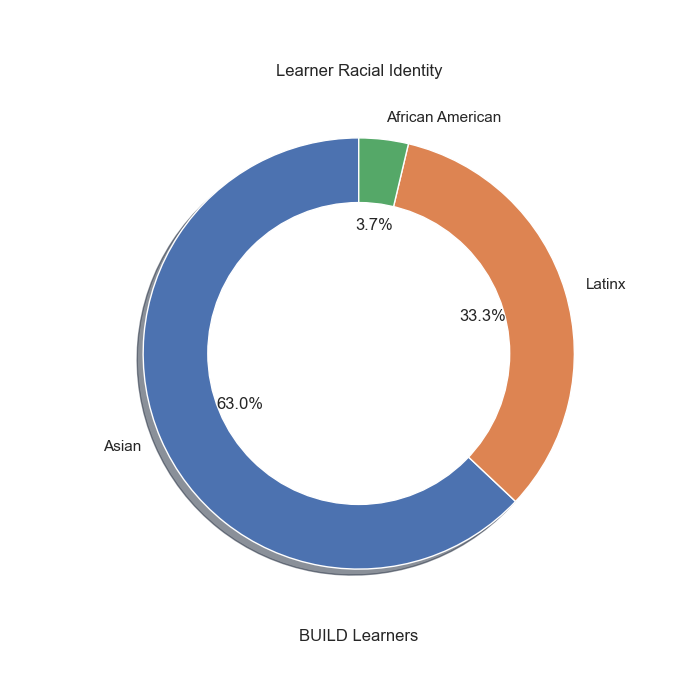 Learner Racial Identity
African American
3.7%
Latinx
33.3%
63.0%
Asian
BUILD Learners